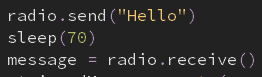 radio.send("Hello")
sleep(70)
message = radio.receive()